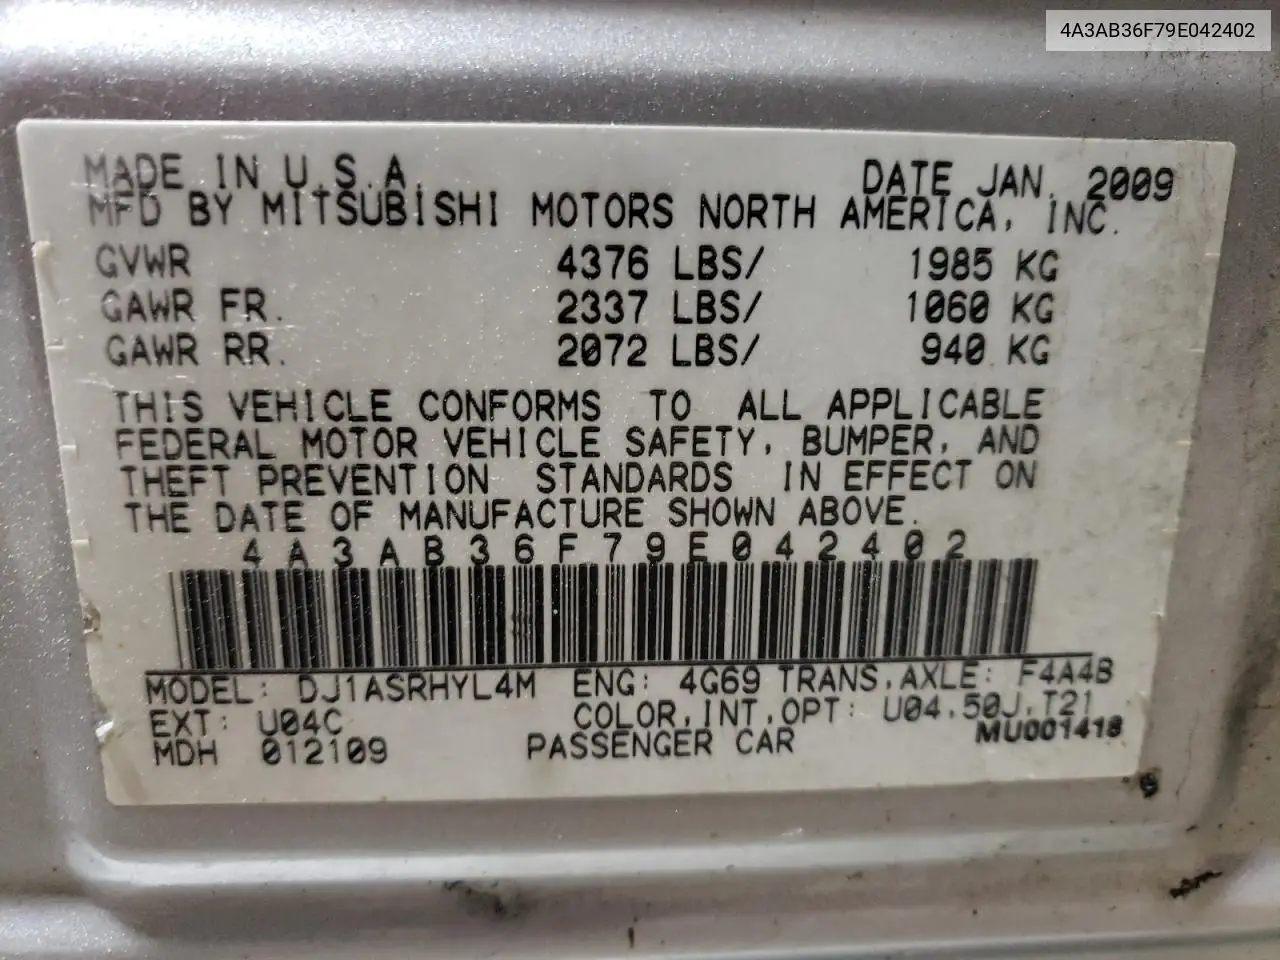 4A3AB36F79E042402
MADE IN U.S.A. DATE JAN. 2009
MFD BY MITSUBISHI MOTORS NORTH AMERICA, INC.
GVWR 4376 LBS/ 1985 KG
GAWR FR. 2337 LBS/ 1060 KG
GAWR RR. 2072 LBS/ 940 KG
THIS VEHICLE CONFORMS TO ALL APPLICABLE
FEDERAL MOTOR VEHICLE SAFETY, BUMPER, AND
THEFT PREVENTION STANDARDS IN EFFECT ON
THE DATE OF MANUFACTURE SHOWN ABOVE.
4A3AB36F79E042402
MODEL: DJ1ASRHYL4M ENG: 4G69 TRANS,AXLE: F4A4B
EXT: U04C COLOR,INT,OPT: U04,50J,T21
MDH 012109 PASSENGER CAR MU001418